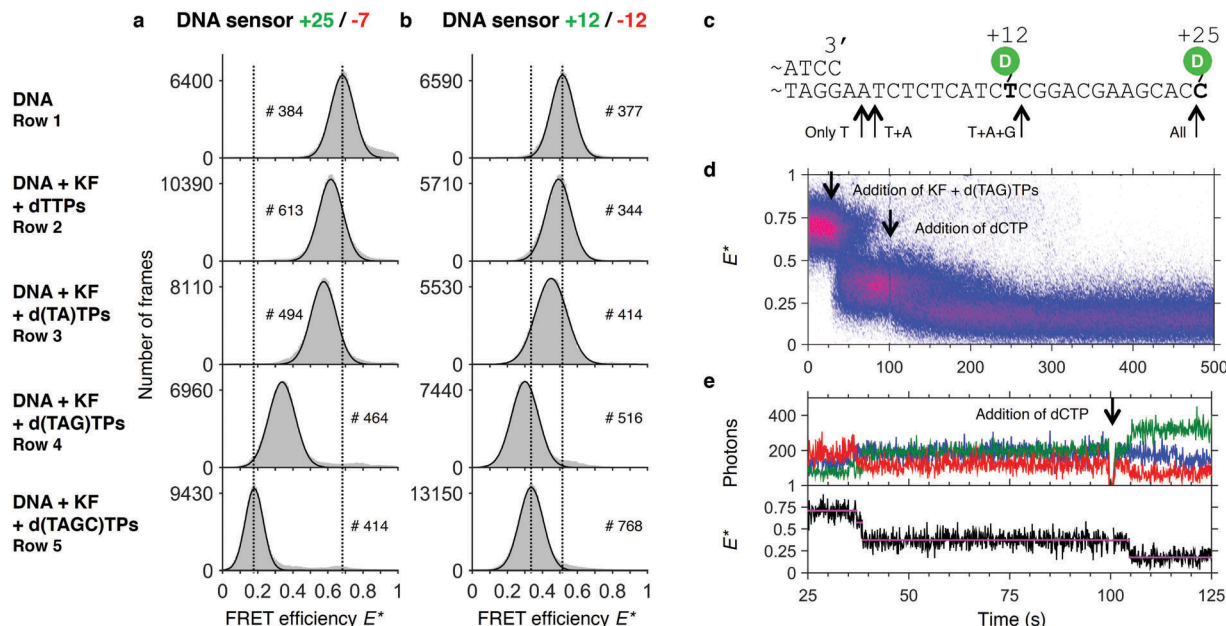 a DNA sensor +25 / -7
b DNA sensor +12 / -12
DNA
Row 1
DNA + KF
+ dTTPs
Row 2
DNA + KF
+ d(TA)TPs
Row 3
DNA + KF
+ d(TAG)TPs
Row 4
DNA + KF
+ d(TAGC)TPs
Row 5
Number of frames
6400
# 384
0
10390
# 613
0
8110
# 494
0
6960
# 464
0
9430
# 414
0
0 0.2 0.4 0.6 0.8 1
FRET efficiency E*
6590
# 377
0
5710
# 344
0
5530
# 414
0
7440
# 516
0
13150
# 768
0
0 0.2 0.4 0.6 0.8 1
FRET efficiency E*
c
+12 +25
3′ D D
~ATCC
~TAGGAATCTCTCATCTCGGACGAAGCACC
Only T T+A T+A+G All
d
1
Addition of KF + d(TAG)TPs
0.75
Addition of dCTP
E*
0.25
0
0 100 200 300 400 500
e
400
Addition of dCTP
Photons
200
1
0.75
E*
0.25
0
25 50 75 100 125
Time (s)